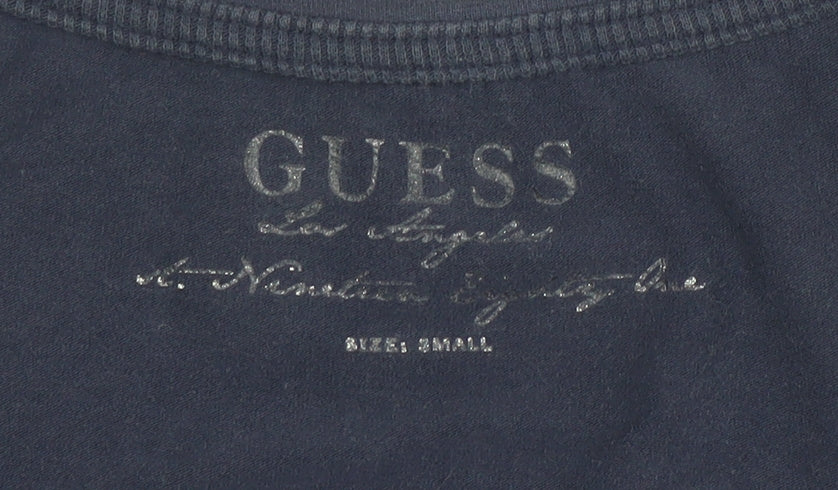 GUESS
Los Angeles
Nineteen Eighty One
SIZE: SMALL